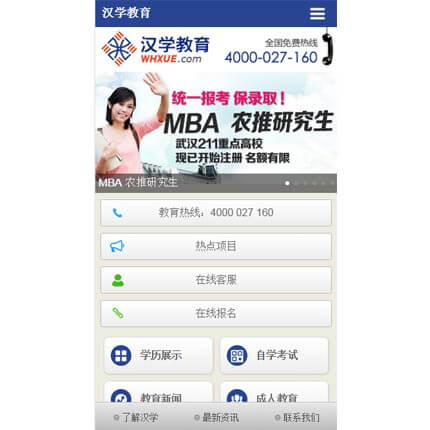 汉学教育
汉学教育
WHXUE.com
全国免费热线
4000-027-160
统一报考 保录取！
MBA 农推研究生
武汉211重点高校
现已开始注册 名额有限
MBA 农推研究生
教育热线：4000 027 160
热点项目
在线客服
在线报名
学历展示
自学考试
教育新闻
成人教育
了解汉学
最新资讯
联系我们